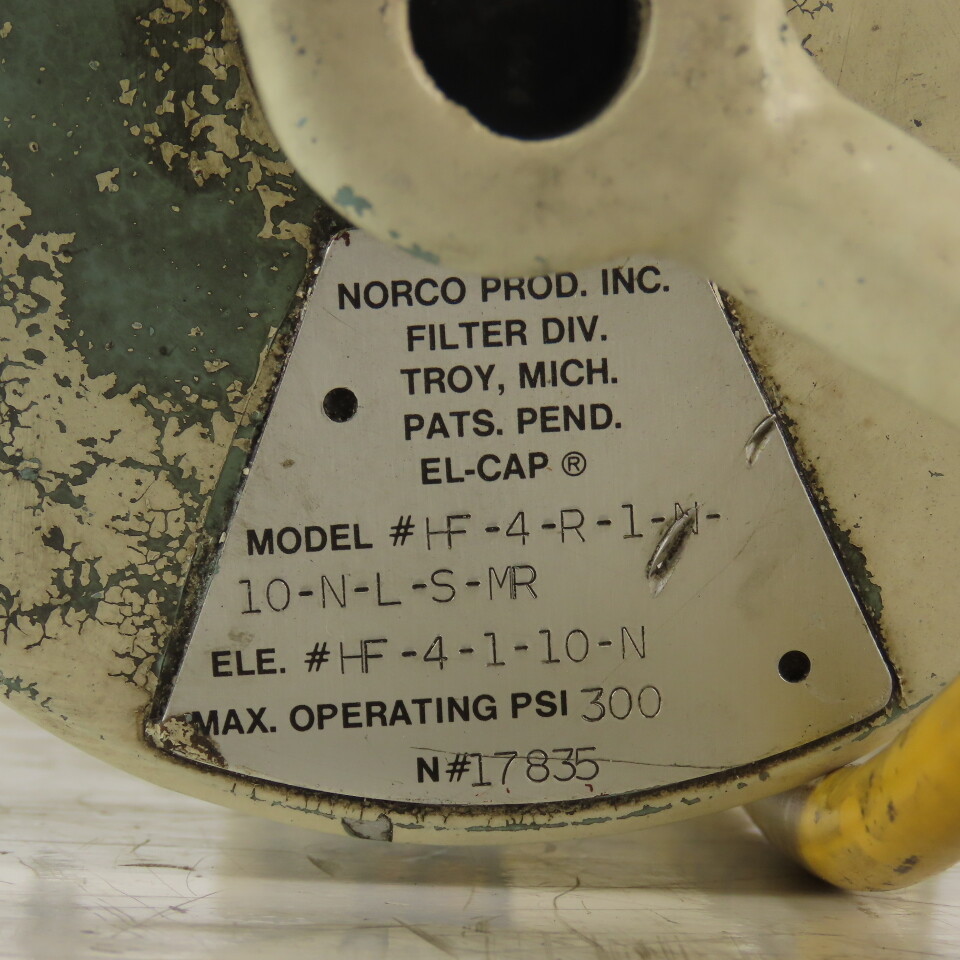 NORCO PROD. INC.
FILTER DIV.
TROY, MICH.
PATS. PEND.
EL-CAP ®
MODEL # HF-4-R-1-N-
10-N-L-S-MR
ELE. # HF-4-1-10-N
MAX. OPERATING PSI 300
N# 17835